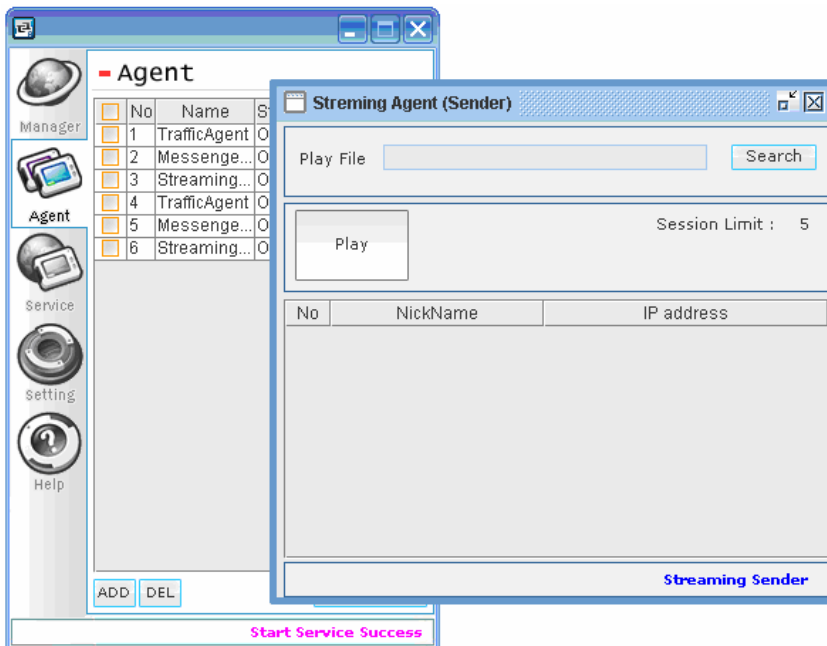 Agent
No Name St
1 TrafficAgent O
2 Messenge... O
3 Streaming... O
4 TrafficAgent O
5 Messenge... O
6 Streaming... O
Manager
Agent
Service
Setting
Help
ADD DEL
Start Service Success
Streming Agent (Sender)
Play File Search
Play Session Limit : 5
No NickName IP address
Streaming Sender